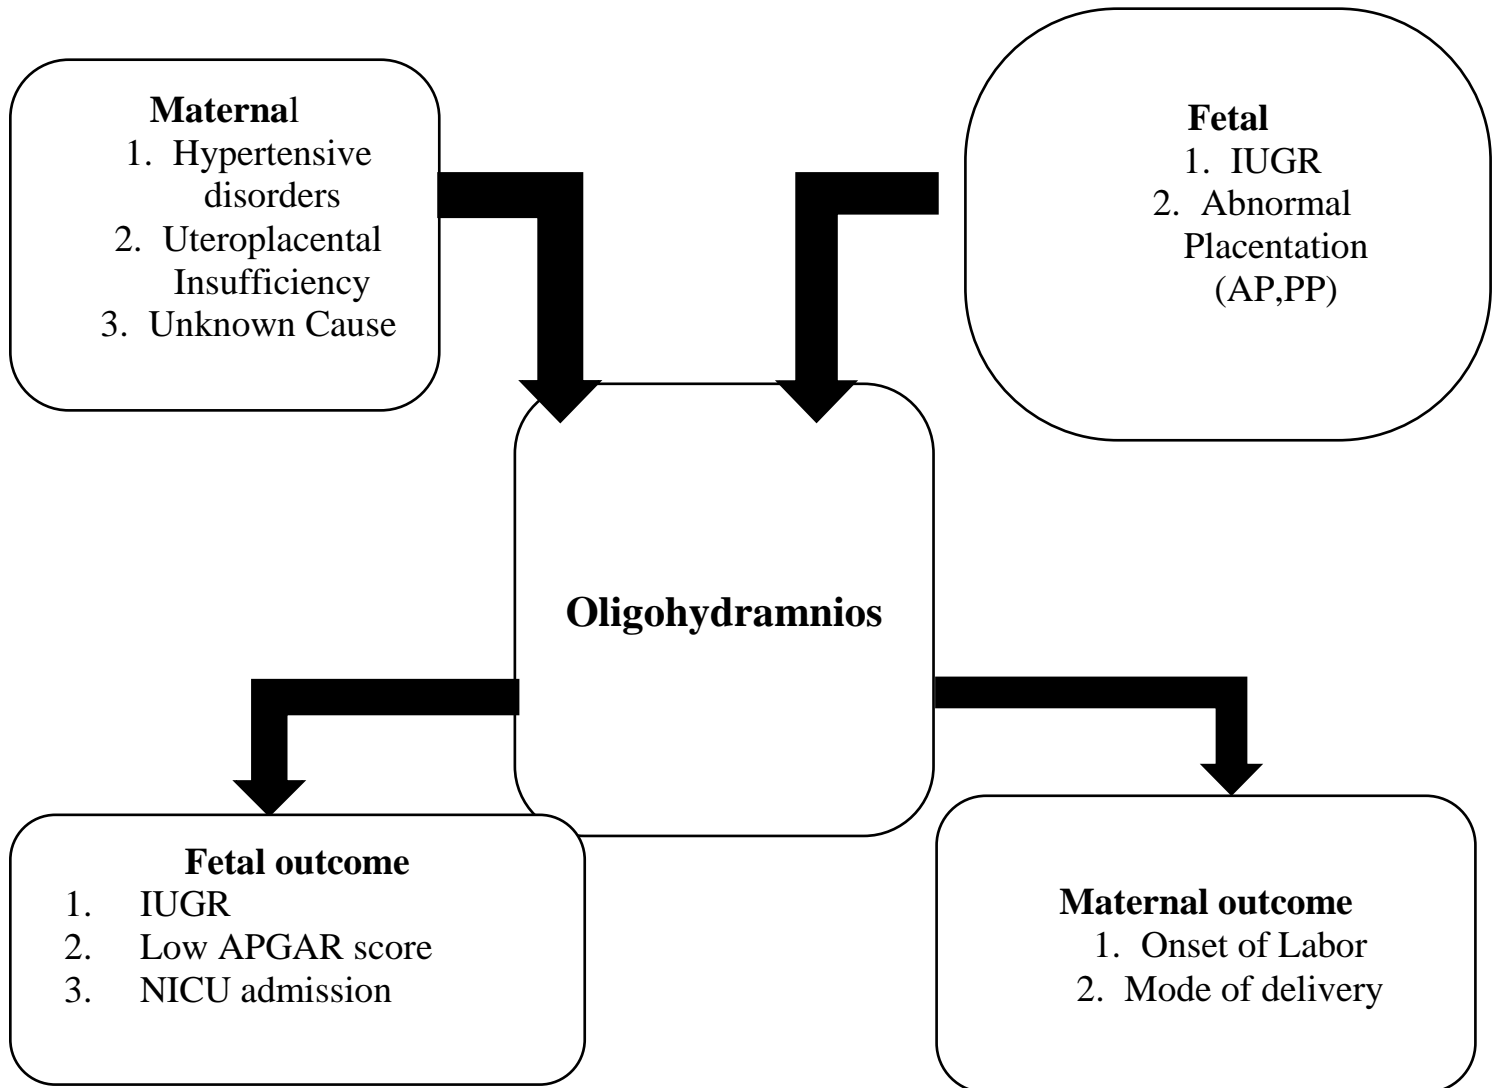 Maternal
1. Hypertensive
disorders
2. Uteroplacental
Insufficiency
3. Unknown Cause
Fetal
1. IUGR
2. Abnormal
Placentation
(AP,PP)
Oligohydramnios
Fetal outcome
1. IUGR
2. Low APGAR score
3. NICU admission
Maternal outcome
1. Onset of Labor
2. Mode of delivery